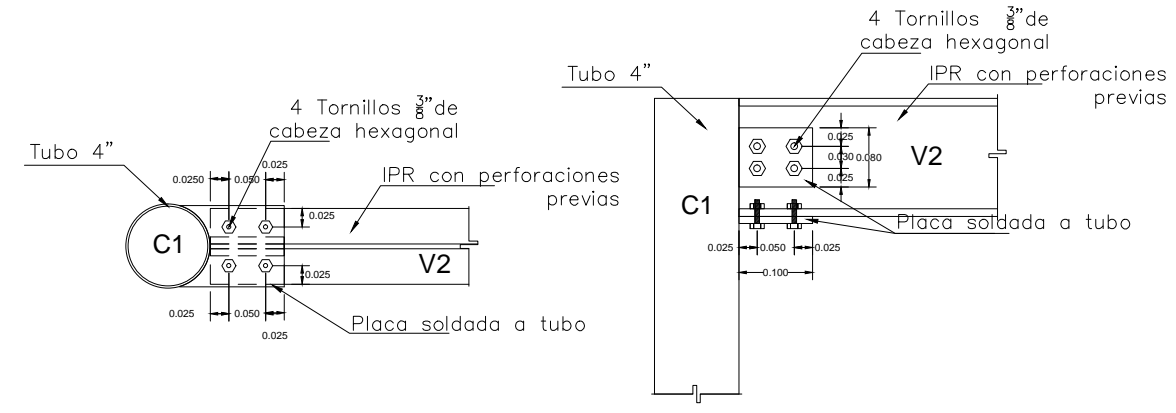 4 Tornillos 3/8" de
cabeza hexagonal
Tubo 4"
0.025
0.0250
0.050
0.025
IPR con perforaciones
previas
C1
V2
0.025
0.025
0.050
0.025
Placa soldada a tubo
4 Tornillos 3/8" de
cabeza hexagonal
Tubo 4"
IPR con perforaciones
previas
0.025
0.030
0.080
0.025
V2
C1
Placa soldada a tubo
0.025
0.050
0.025
0.100